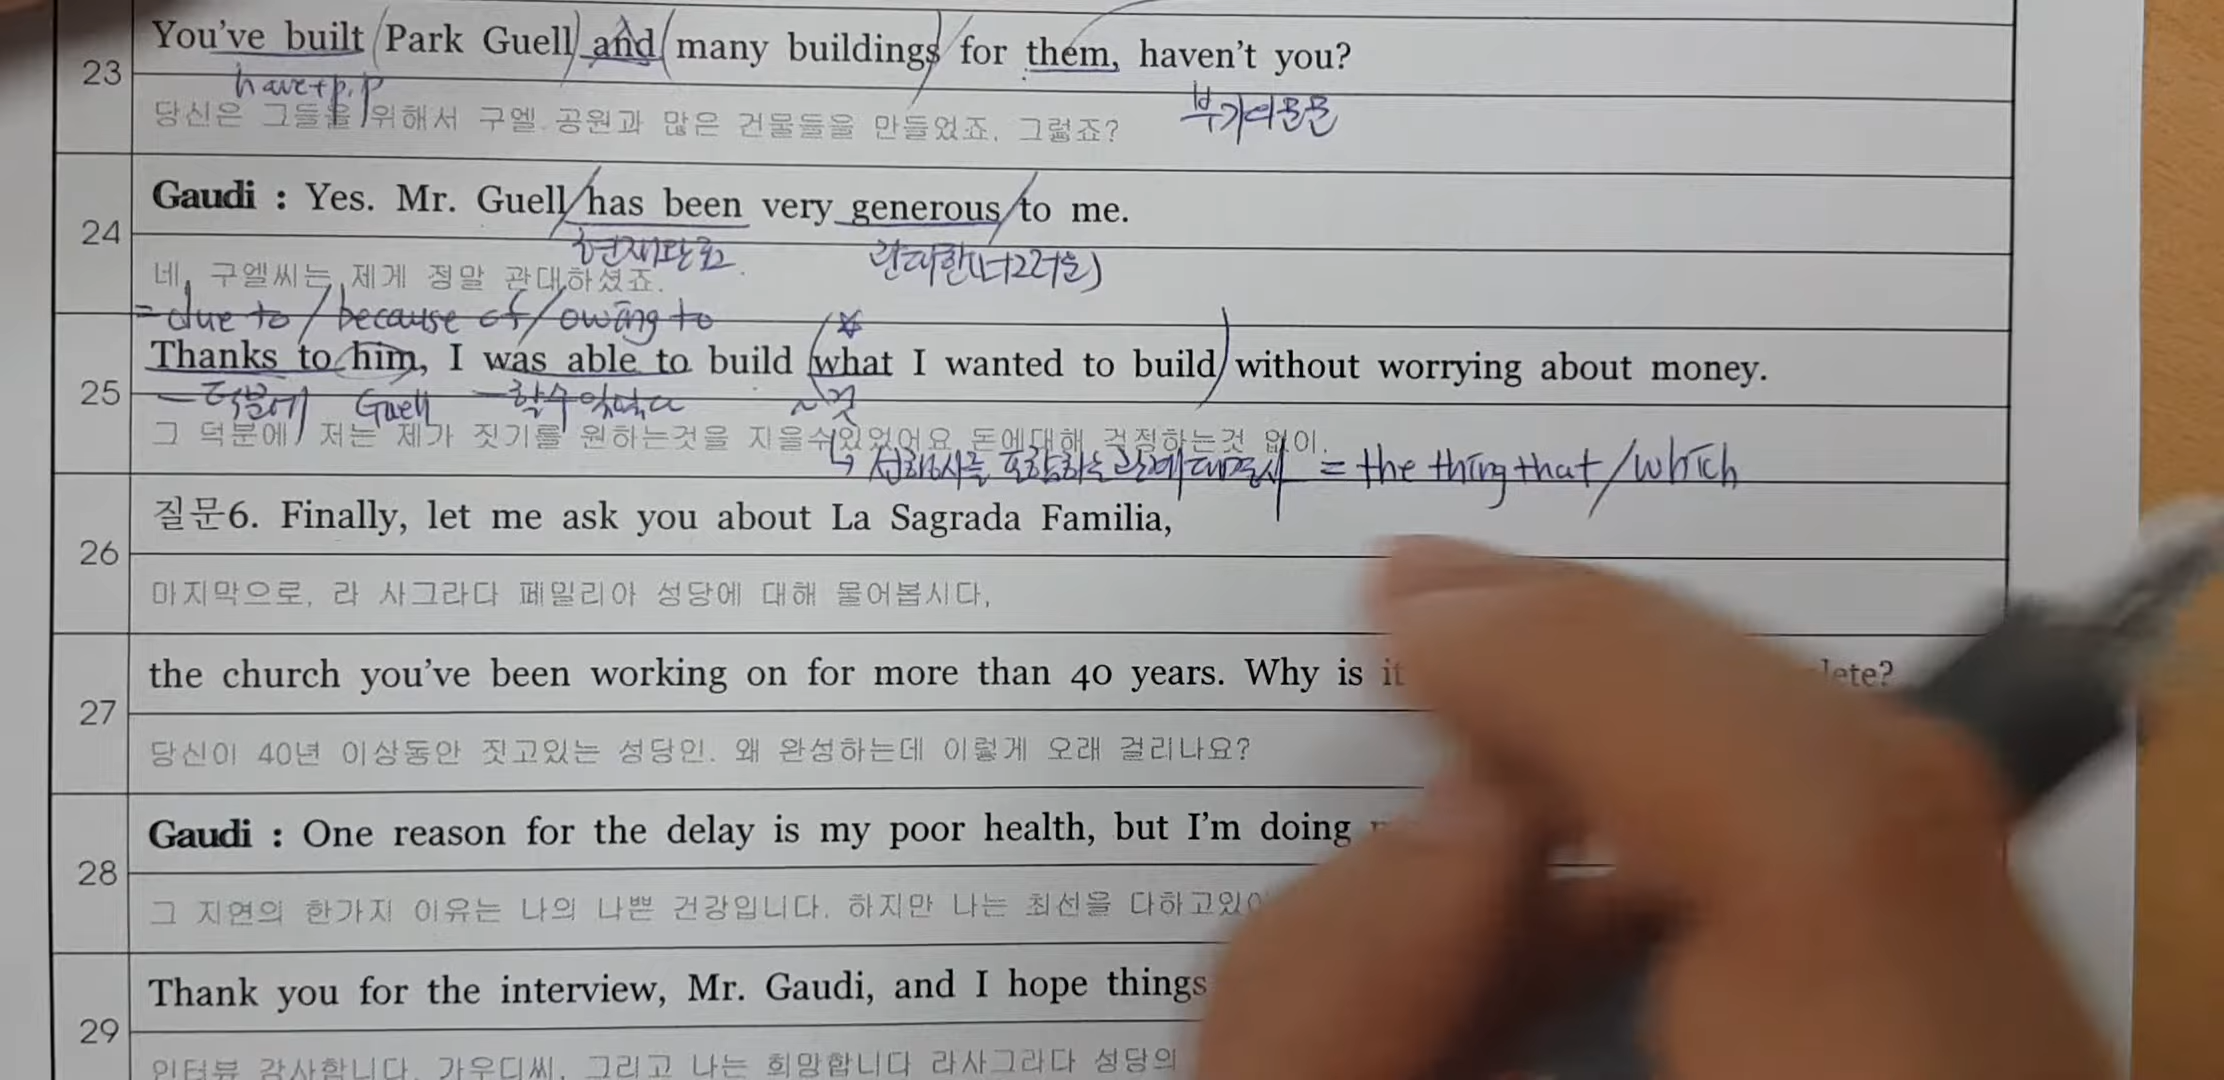 You've built Park Guell and many buildings for them, haven't you?
23
have+p.p
당신은 그들을 위해서 구엘 공원과 많은 건물들을 만들었죠, 그렇죠?
부가의문문
Gaudi : Yes. Mr. Guell has been very generous to me.
24
현재완료
관대한(너그러운)
네, 구엘씨는 제게 정말 관대하셨죠.
= due to / because of / owing to
Thanks to him, I was able to build what I wanted to build without worrying about money.
25
덕분에 Guell 할수있었다 ~것
그 덕분에 저는 제가 짓기를 원하는것을 지을수있었어요 돈에대해 걱정하는것 없이.
↳ 선행사를 포함하는 관계대명사 = the thing that / which
질문6. Finally, let me ask you about La Sagrada Familia,
26
마지막으로, 라 사그라다 페밀리아 성당에 대해 물어봅시다,
the church you've been working on for more than 40 years. Why is it
27
당신이 40년 이상동안 짓고있는 성당인. 왜 완성하는데 이렇게 오래 걸리나요?
Gaudi : One reason for the delay is my poor health, but I'm doing
28
그 지연의 한가지 이유는 나의 나쁜 건강입니다. 하지만 나는 최선을
Thank you for the interview, Mr. Gaudi, and I hope things
29
인터뷰 감사합니다, 가우디씨, 그리고 나는 희망합니다 라사그라다 성당의